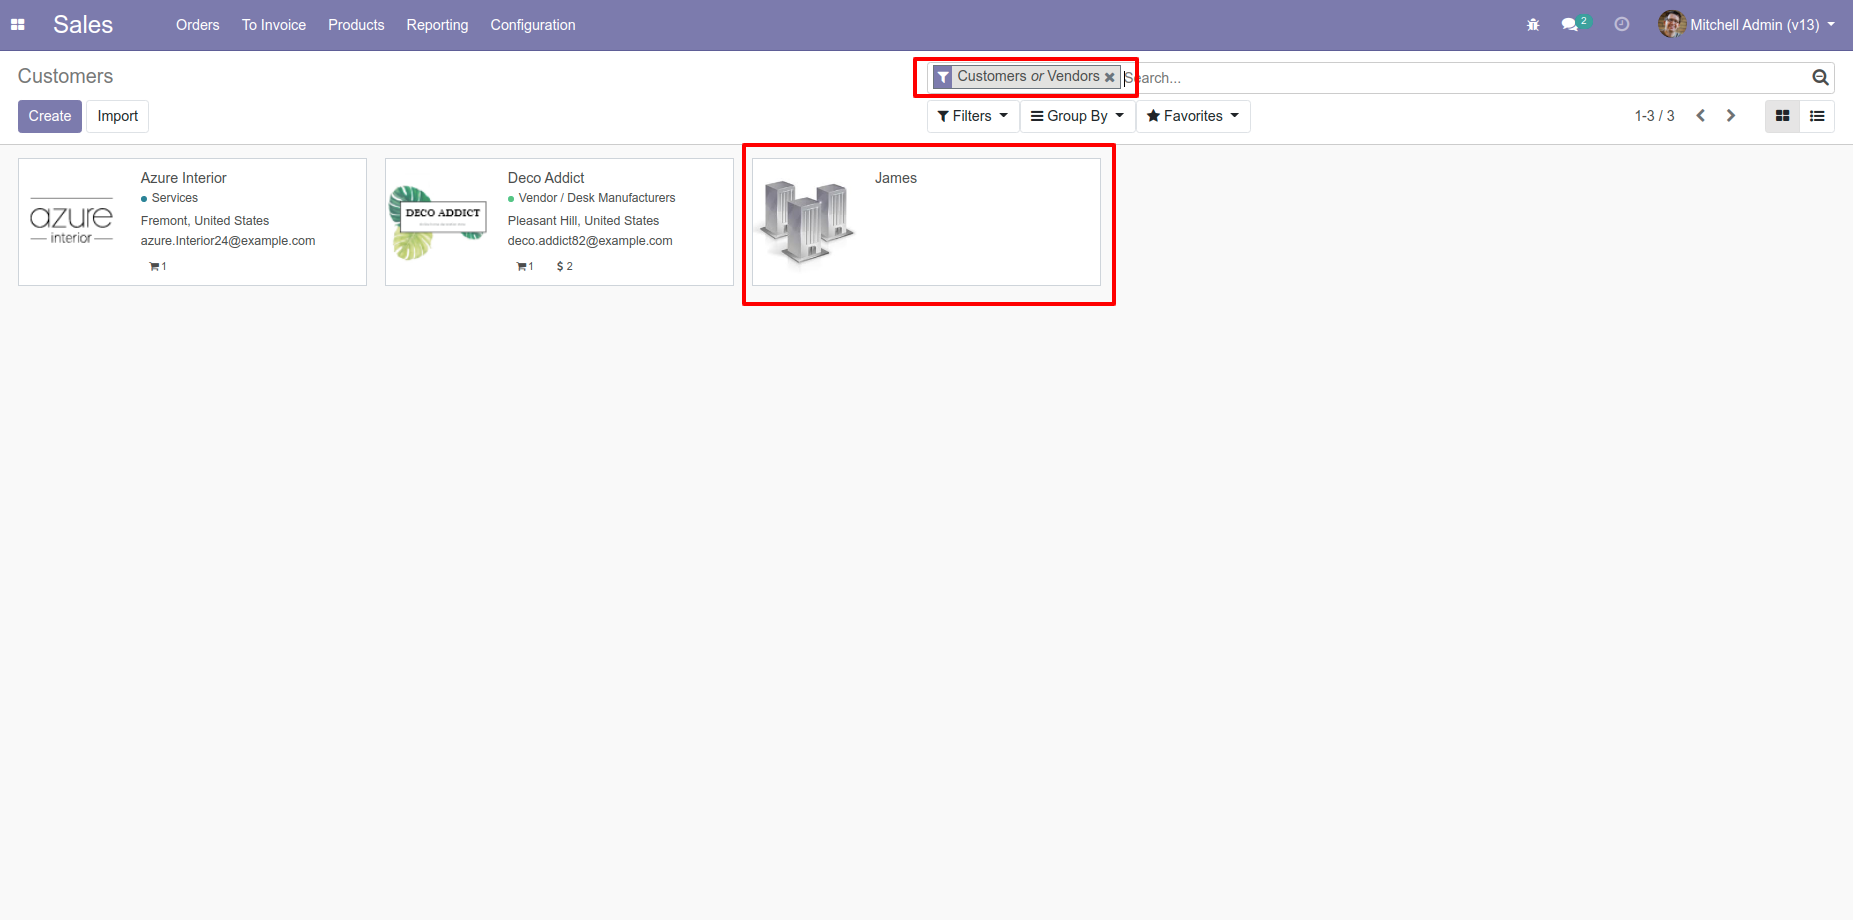 Sales Orders To Invoice Products Reporting Configuration 2 Mitchell Admin (v13)
Customers
Customers or Vendors Search...
Create Import Filters Group By Favorites 1-3 / 3
azure
interior
Azure Interior
Services
Fremont, United States
azure.Interior24@example.com
1
DECO ADDICT
Deco Addict
Vendor / Desk Manufacturers
Pleasant Hill, United States
deco.addict82@example.com
1 $ 2
James